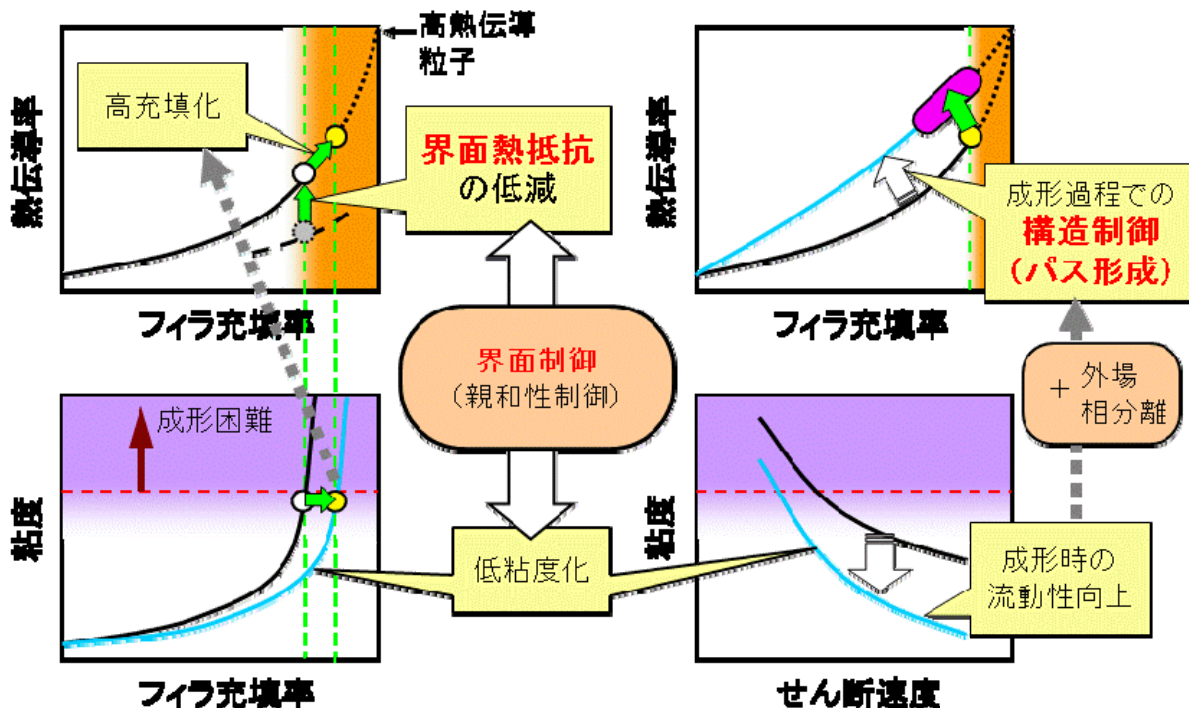 高熱伝導
粒子
高充填化
熱伝導率
界面熱抵抗
の低減
フィラ充填率
熱伝導率
成形過程での
構造制御
(パス形成)
フィラ充填率
界面制御
(親和性制御)
+ 外場
相分離
成形困難
粘度
低粘度化
フィラ充填率
粘度
成形時の
流動性向上
せん断速度